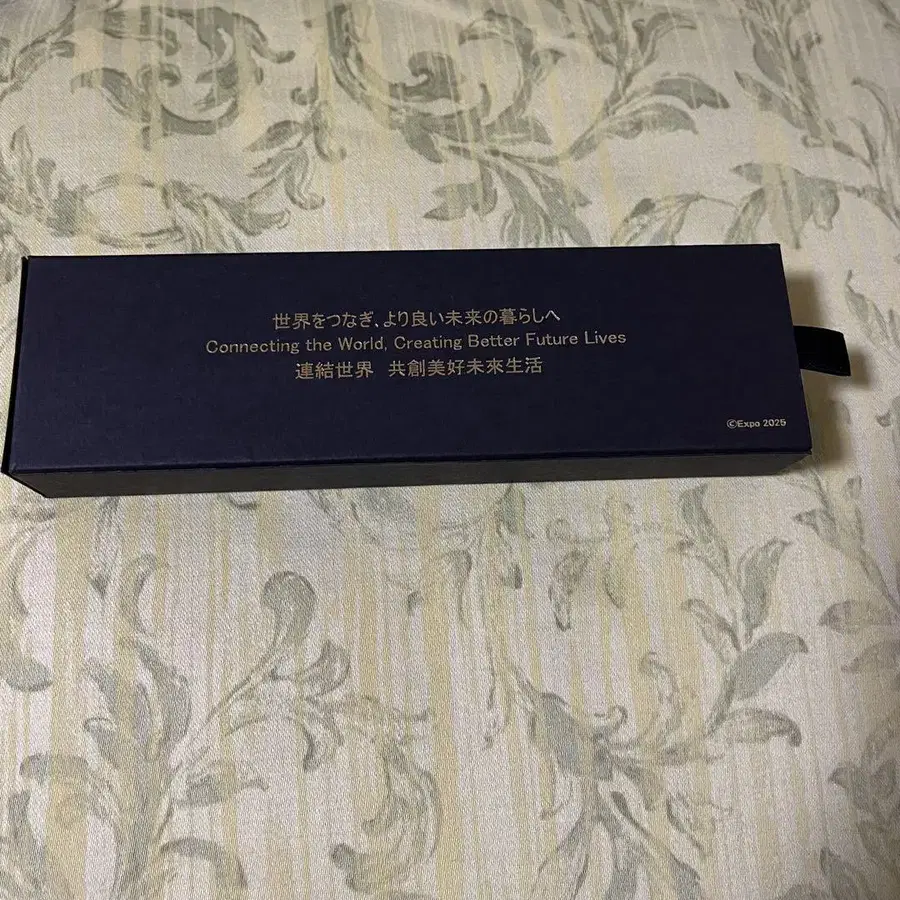 世界をつなぎ、より良い未来の暮らしへ
Connecting the World, Creating Better Future Lives
連結世界 共創美好未來生活
©Expo 2025